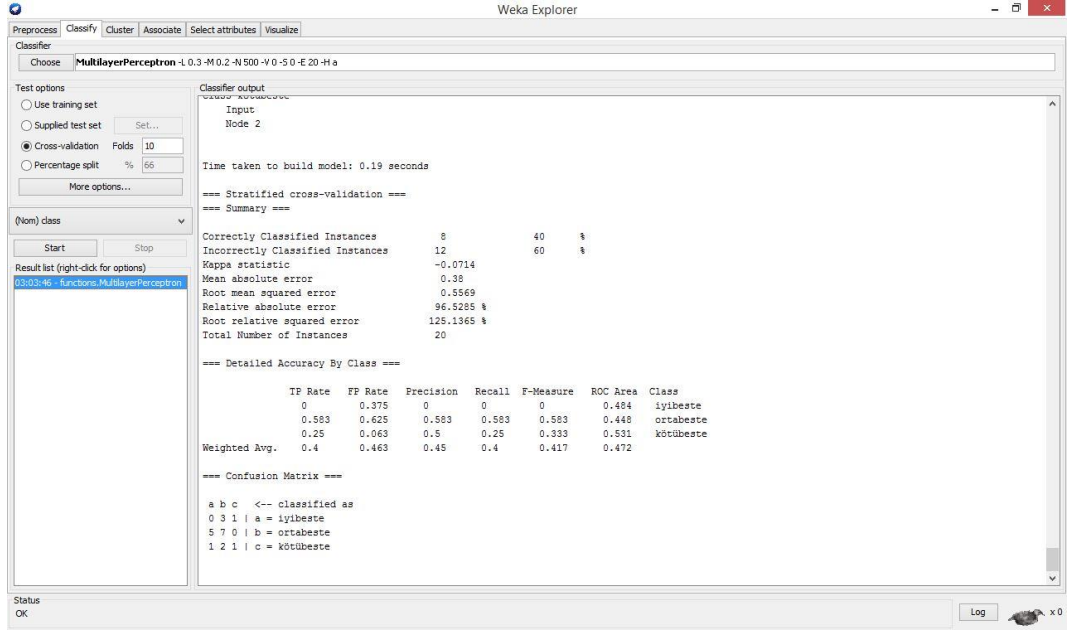 Weka Explorer
Preprocess Classify Cluster Associate Select attributes Visualize
Classifier
Choose MultilayerPerceptron -L 0.3 -M 0.2 -N 500 -V 0 -S 0 -E 20 -H a
Test options
Use training set
Supplied test set Set...
Cross-validation Folds 10
Percentage split % 66
More options...
(Nom) class
Start Stop
Result list (right-click for options)
03:03:46 - functions.MultilayerPerceptron
Classifier output
Input
Node 2
Time taken to build model: 0.19 seconds
=== Stratified cross-validation ===
=== Summary ===
Correctly Classified Instances 8 40 %
Incorrectly Classified Instances 12 60 %
Kappa statistic -0.0714
Mean absolute error 0.38
Root mean squared error 0.5569
Relative absolute error 96.5285 %
Root relative squared error 125.1365 %
Total Number of Instances 20
=== Detailed Accuracy By Class ===
TP Rate FP Rate Precision Recall F-Measure ROC Area Class
0 0.375 0 0 0 0.484 iyibeste
0.583 0.625 0.583 0.583 0.583 0.448 ortabeste
0.25 0.063 0.5 0.25 0.333 0.531 kötübeste
Weighted Avg. 0.4 0.463 0.45 0.4 0.417 0.472
=== Confusion Matrix ===
a b c <-- classified as
0 3 1 | a = iyibeste
5 7 0 | b = ortabeste
1 2 1 | c = kötübeste
Status
OK
Log x 0